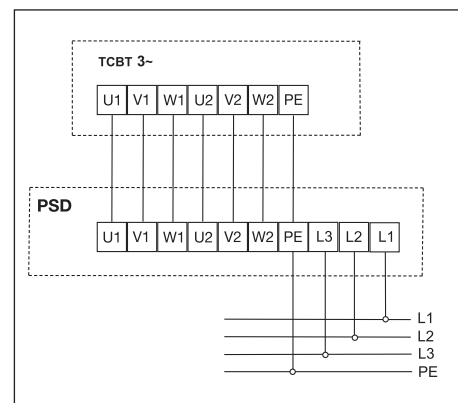 TCBT 3~
U1 V1 W1 U2 V2 W2 PE
PSD
U1 V1 W1 U2 V2 W2 PE L3 L2 L1
L1
L2
L3
PE